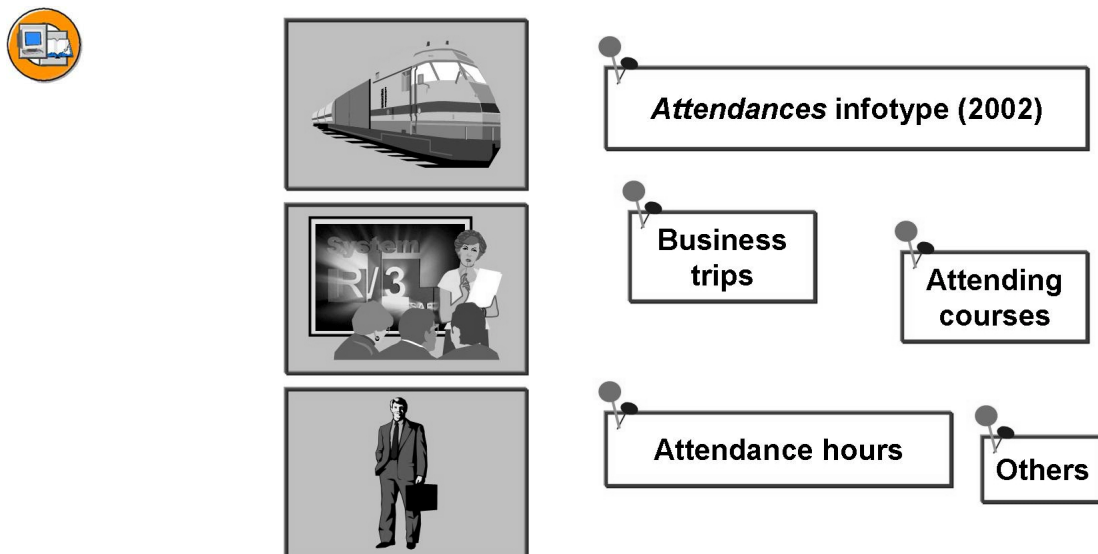 Attendances infotype (2002)
System
R/3
Business
trips
Attending
courses
Attendance hours
Others